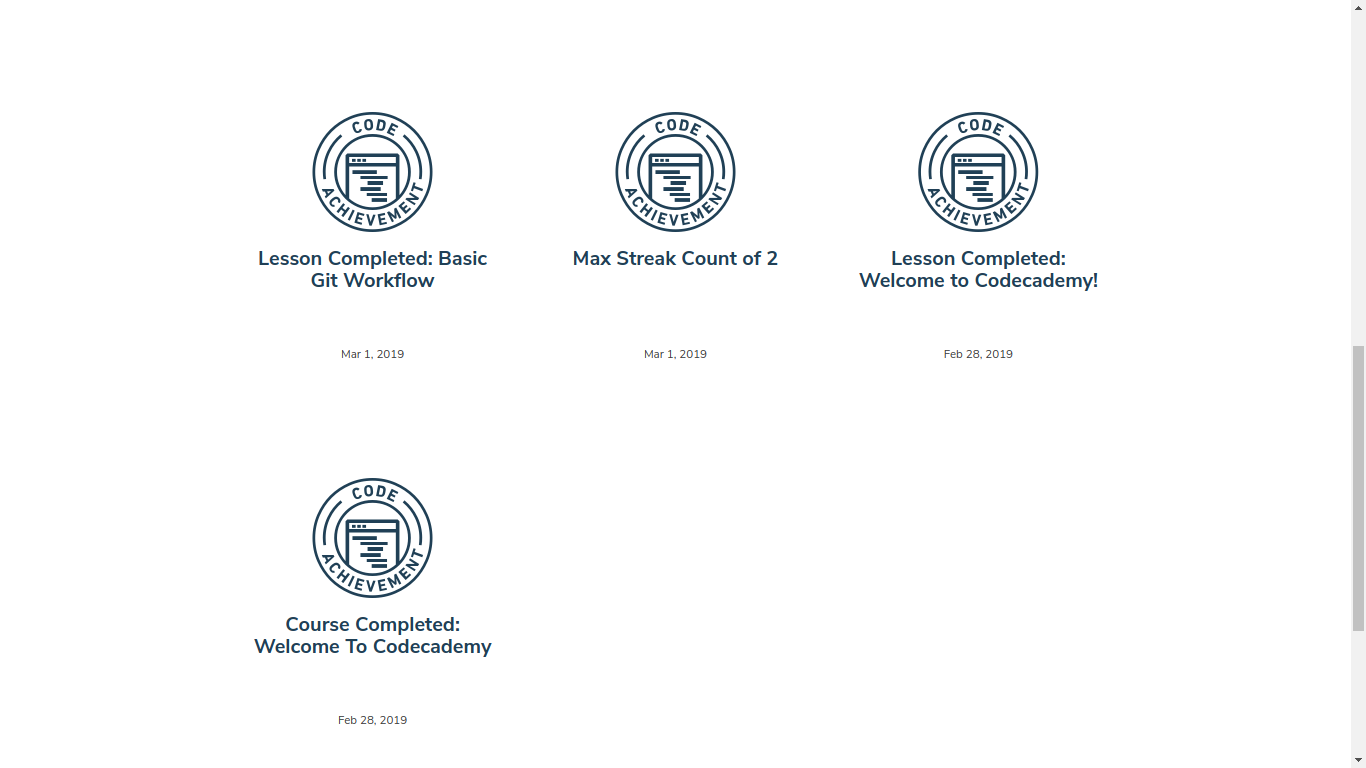 CODE
ACHIEVEMENT
CODE
ACHIEVEMENT
CODE
ACHIEVEMENT
Lesson Completed: Basic
Git Workflow
Max Streak Count of 2
Lesson Completed:
Welcome to Codecademy!
Mar 1, 2019
Mar 1, 2019
Feb 28, 2019
CODE
ACHIEVEMENT
Course Completed:
Welcome To Codecademy
Feb 28, 2019